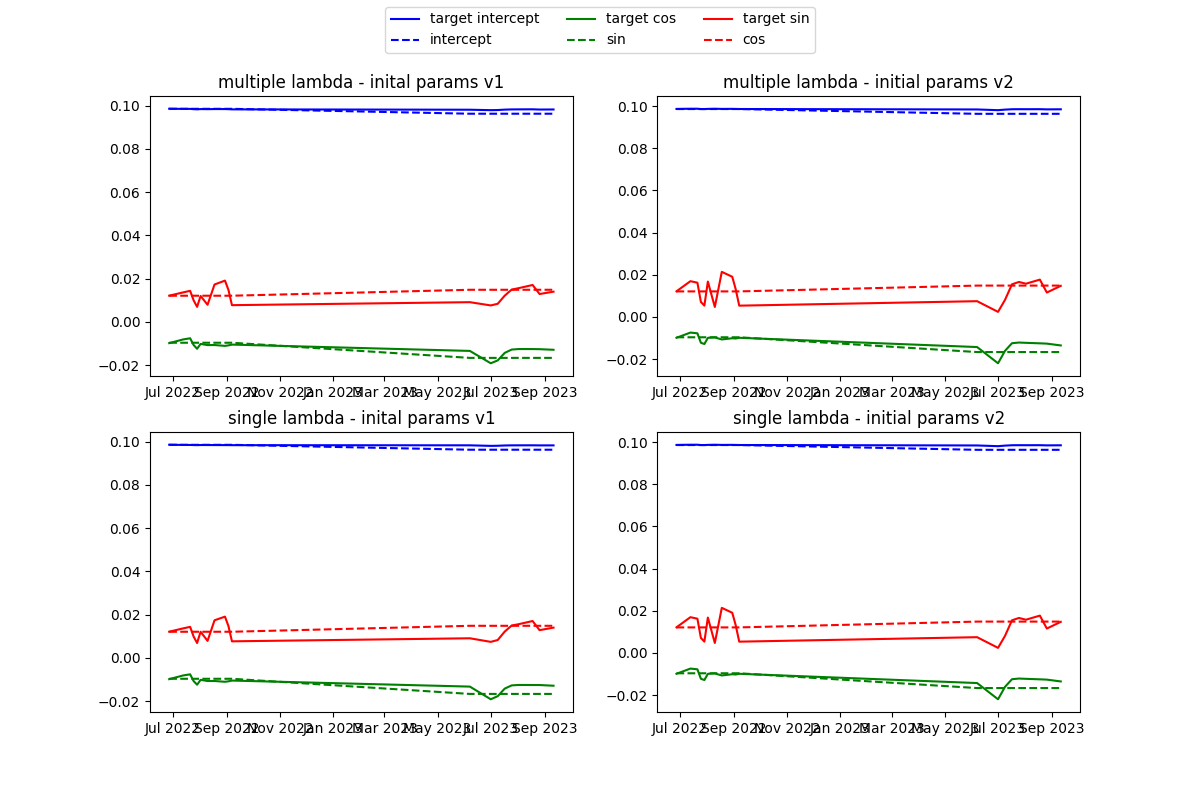 target intercept target cos target sin
intercept sin cos
multiple lambda - inital params v1
multiple lambda - initial params v2
0.10
0.08
0.06
0.04
0.02
0.00
−0.02
Jul 2022 Sep 2022 Nov 2022 Jan 2023 Mar 2023 May 2023 Jul 2023 Sep 2023
0.10
0.08
0.06
0.04
0.02
0.00
−0.02
Jul 2022 Sep 2022 Nov 2022 Jan 2023 Mar 2023 May 2023 Jul 2023 Sep 2023
single lambda - inital params v1
single lambda - initial params v2
0.10
0.08
0.06
0.04
0.02
0.00
−0.02
Jul 2022 Sep 2022 Nov 2022 Jan 2023 Mar 2023 May 2023 Jul 2023 Sep 2023
0.10
0.08
0.06
0.04
0.02
0.00
−0.02
Jul 2022 Sep 2022 Nov 2022 Jan 2023 Mar 2023 May 2023 Jul 2023 Sep 2023